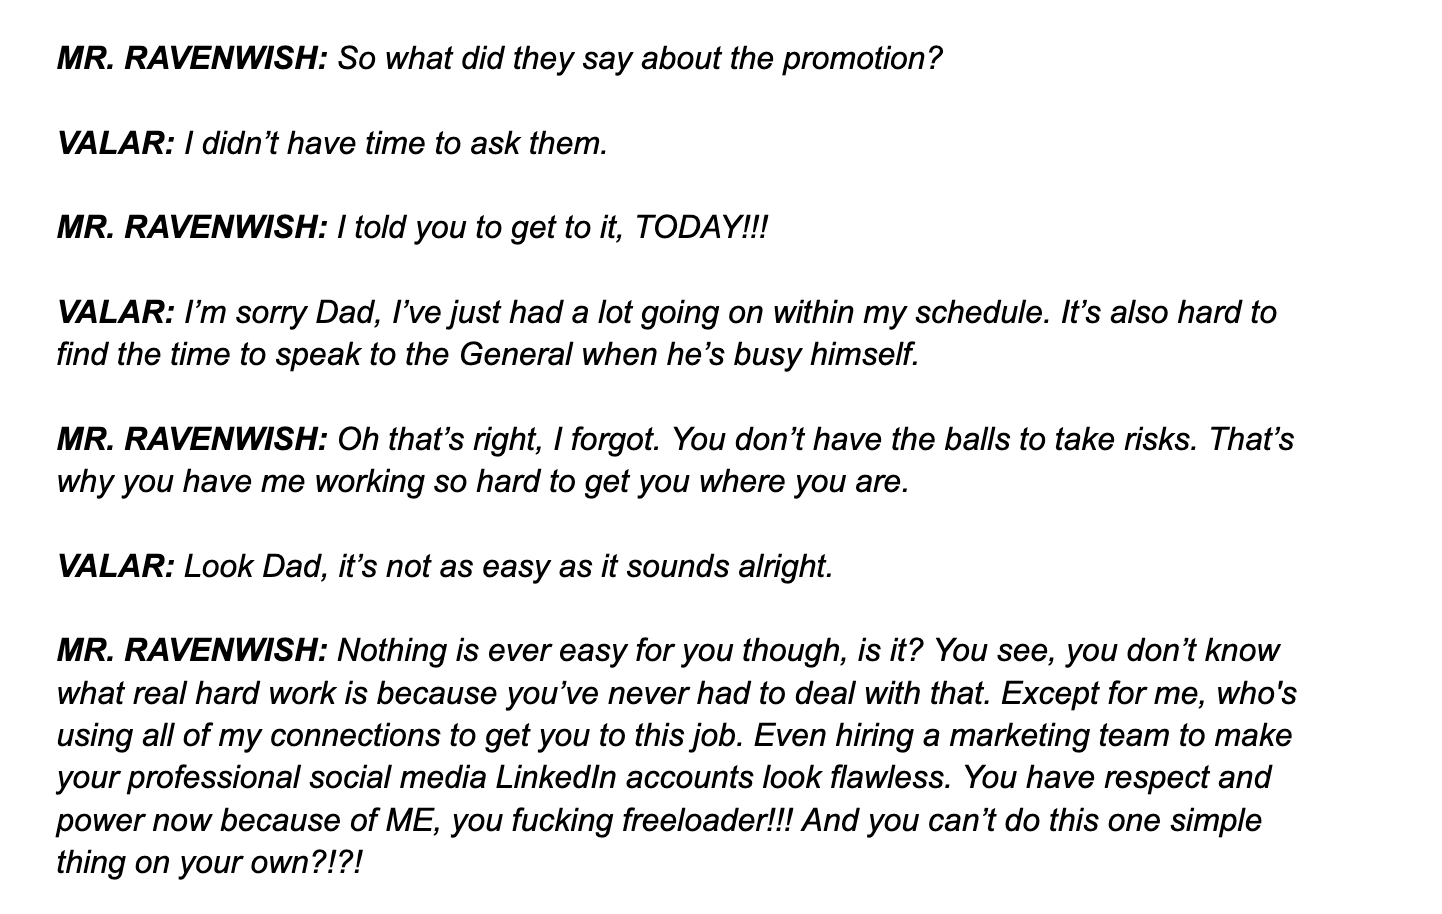 MR. RAVENWISH: So what did they say about the promotion?
VALAR: I didn’t have time to ask them.
MR. RAVENWISH: I told you to get to it, TODAY!!!
VALAR: I’m sorry Dad, I’ve just had a lot going on within my schedule. It’s also hard to
find the time to speak to the General when he’s busy himself.
MR. RAVENWISH: Oh that’s right, I forgot. You don’t have the balls to take risks. That’s
why you have me working so hard to get you where you are.
VALAR: Look Dad, it’s not as easy as it sounds alright.
MR. RAVENWISH: Nothing is ever easy for you though, is it? You see, you don’t know
what real hard work is because you’ve never had to deal with that. Except for me, who's
using all of my connections to get you to this job. Even hiring a marketing team to make
your professional social media LinkedIn accounts look flawless. You have respect and
power now because of ME, you fucking freeloader!!! And you can’t do this one simple
thing on your own?!?!